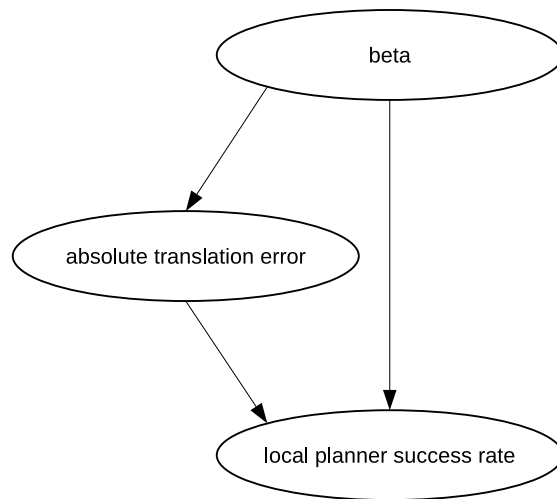 beta
absolute translation error
local planner success rate